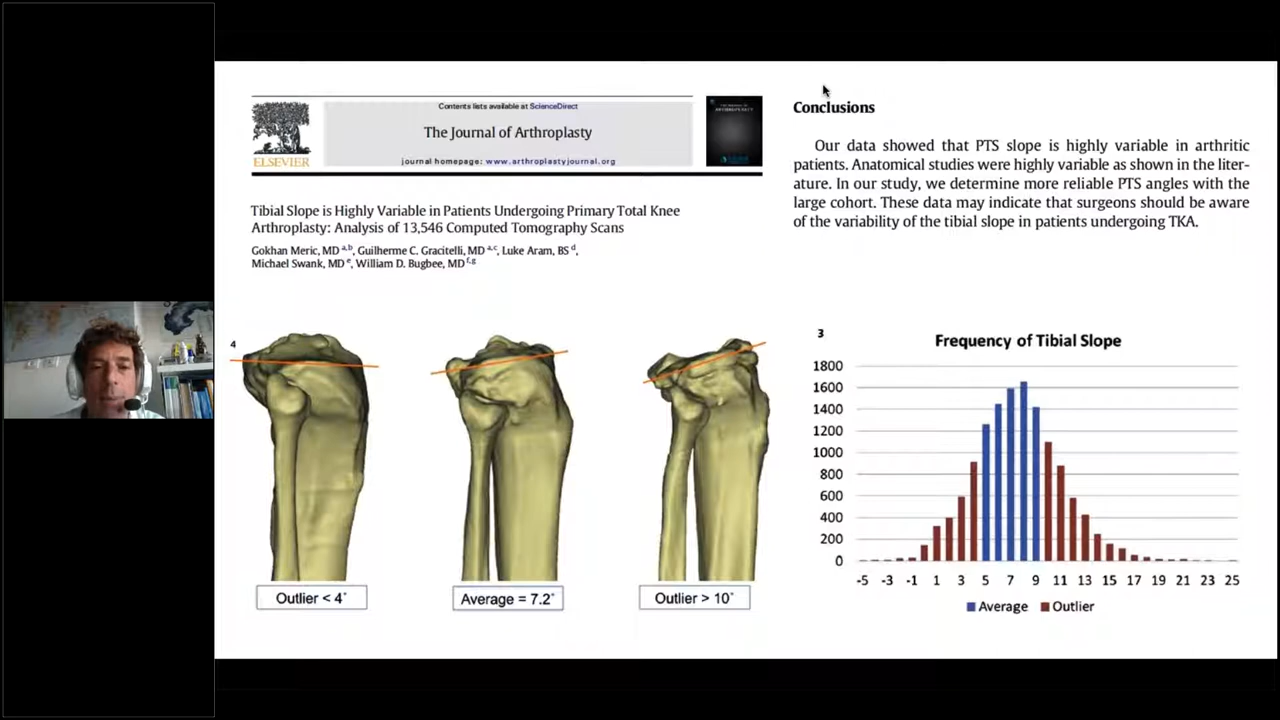 Contents lists available at ScienceDirect
The Journal of Arthroplasty
journal homepage: www.arthroplastyjournal.org
ELSEVIER
Tibial Slope is Highly Variable in Patients Undergoing Primary Total Knee
Arthroplasty: Analysis of 13,546 Computed Tomography Scans
Gokhan Meric, MD a,b, Guilherme C. Gracitelli, MD a,c, Luke Aram, BS d,
Michael Swank, MD e, William D. Bugbee, MD f,g
Conclusions
Our data showed that PTS slope is highly variable in arthritic
patients. Anatomical studies were highly variable as shown in the liter-
ature. In our study, we determine more reliable PTS angles with the
large cohort. These data may indicate that surgeons should be aware
of the variability of the tibial slope in patients undergoing TKA.
4
Outlier < 4°
Average = 7.2°
Outlier > 10°
3
Frequency of Tibial Slope
1800
1600
1400
1200
1000
800
600
400
200
0
-5 -3 -1 1 3 5 7 9 11 13 15 17 19 21 23 25
Average Outlier